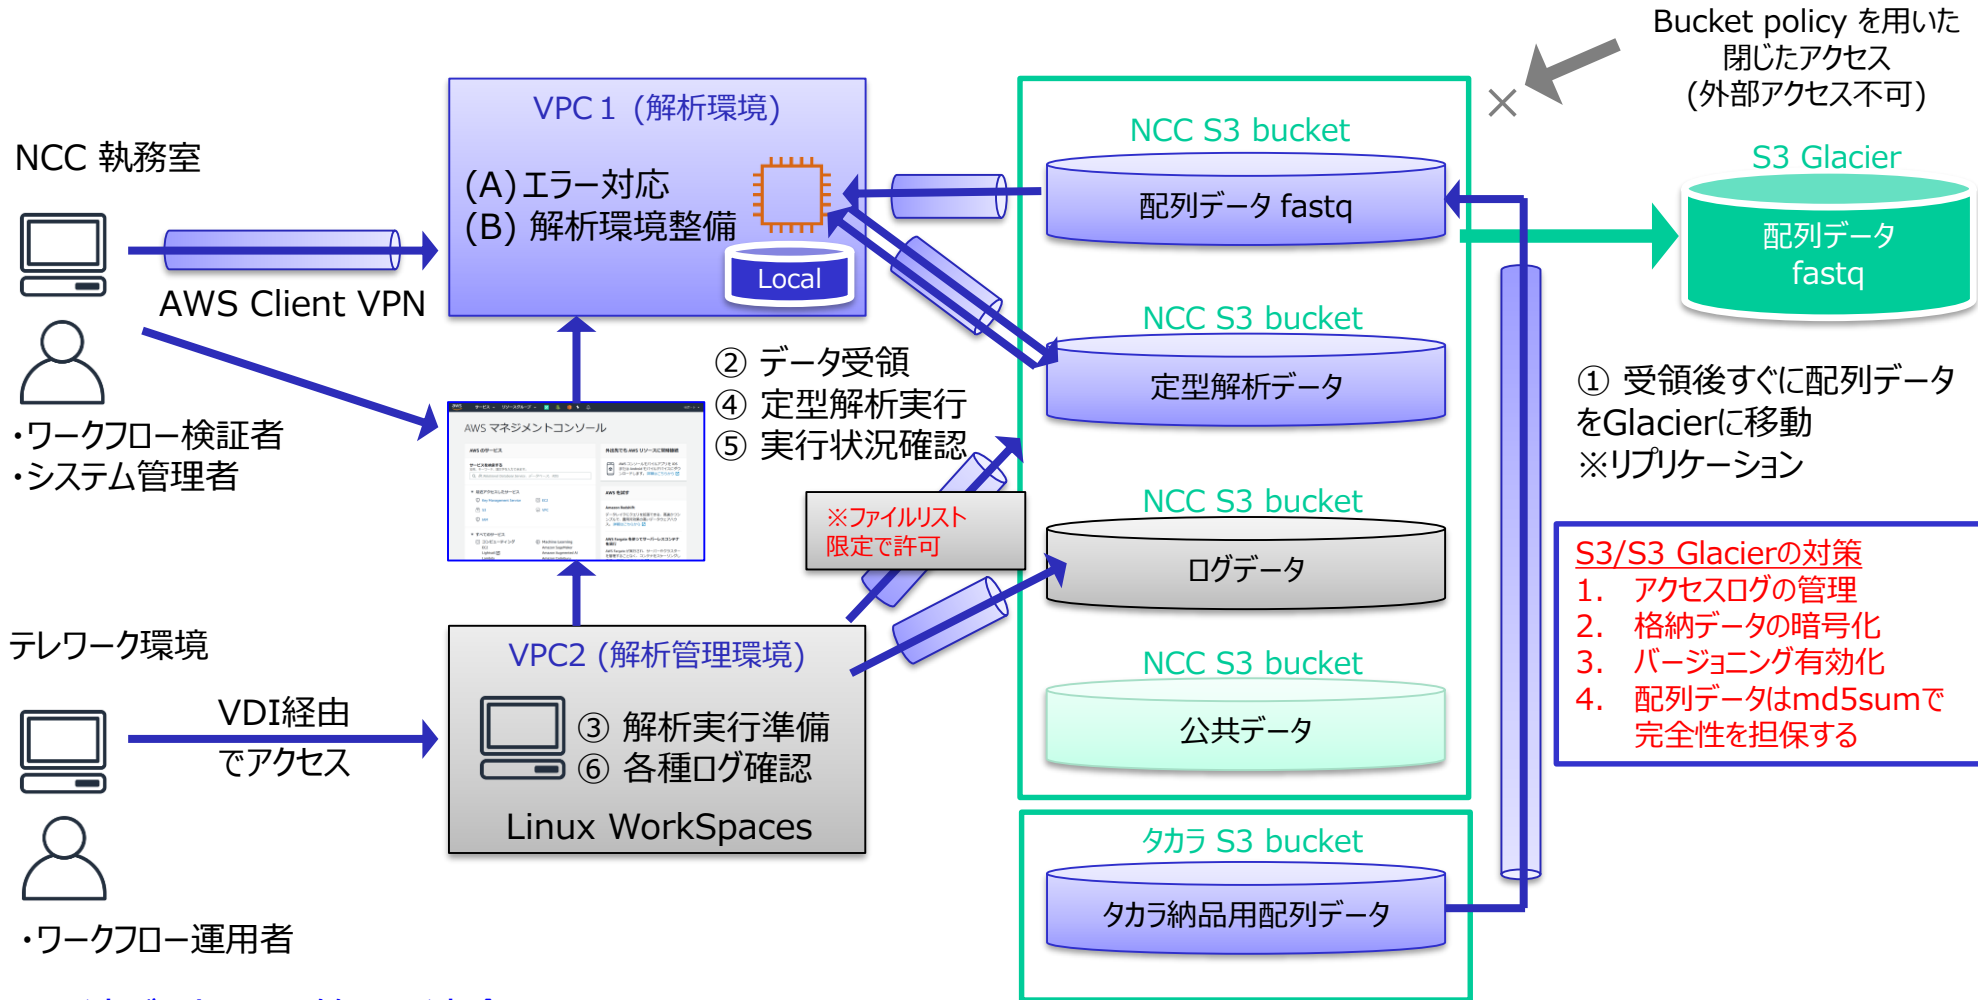 Bucket policy を用いた
閉じたアクセス
(外部アクセス不可)
NCC 執務室
AWS Client VPN
・ワークフロー検証者
・システム管理者
VPC 1 (解析環境)
(A) エラー対応
(B) 解析環境整備
Local
② データ受領
④ 定型解析実行
⑤ 実行状況確認
AWS マネジメントコンソール
AWS のサービス
※ファイルリスト
限定で許可
テレワーク環境
VDI経由
でアクセス
・ワークフロー運用者
VPC2 (解析管理環境)
③ 解析実行準備
⑥ 各種ログ確認
Linux WorkSpaces
NCC S3 bucket
配列データ fastq
NCC S3 bucket
定型解析データ
NCC S3 bucket
ログデータ
NCC S3 bucket
公共データ
タカラ S3 bucket
タカラ納品用配列データ
S3 Glacier
配列データ
fastq
① 受領後すぐに配列データ
をGlacierに移動
※リプリケーション
S3/S3 Glacierの対策
1. アクセスログの管理
2. 格納データの暗号化
3. バージョニング有効化
4. 配列データはmd5sumで
完全性を担保する